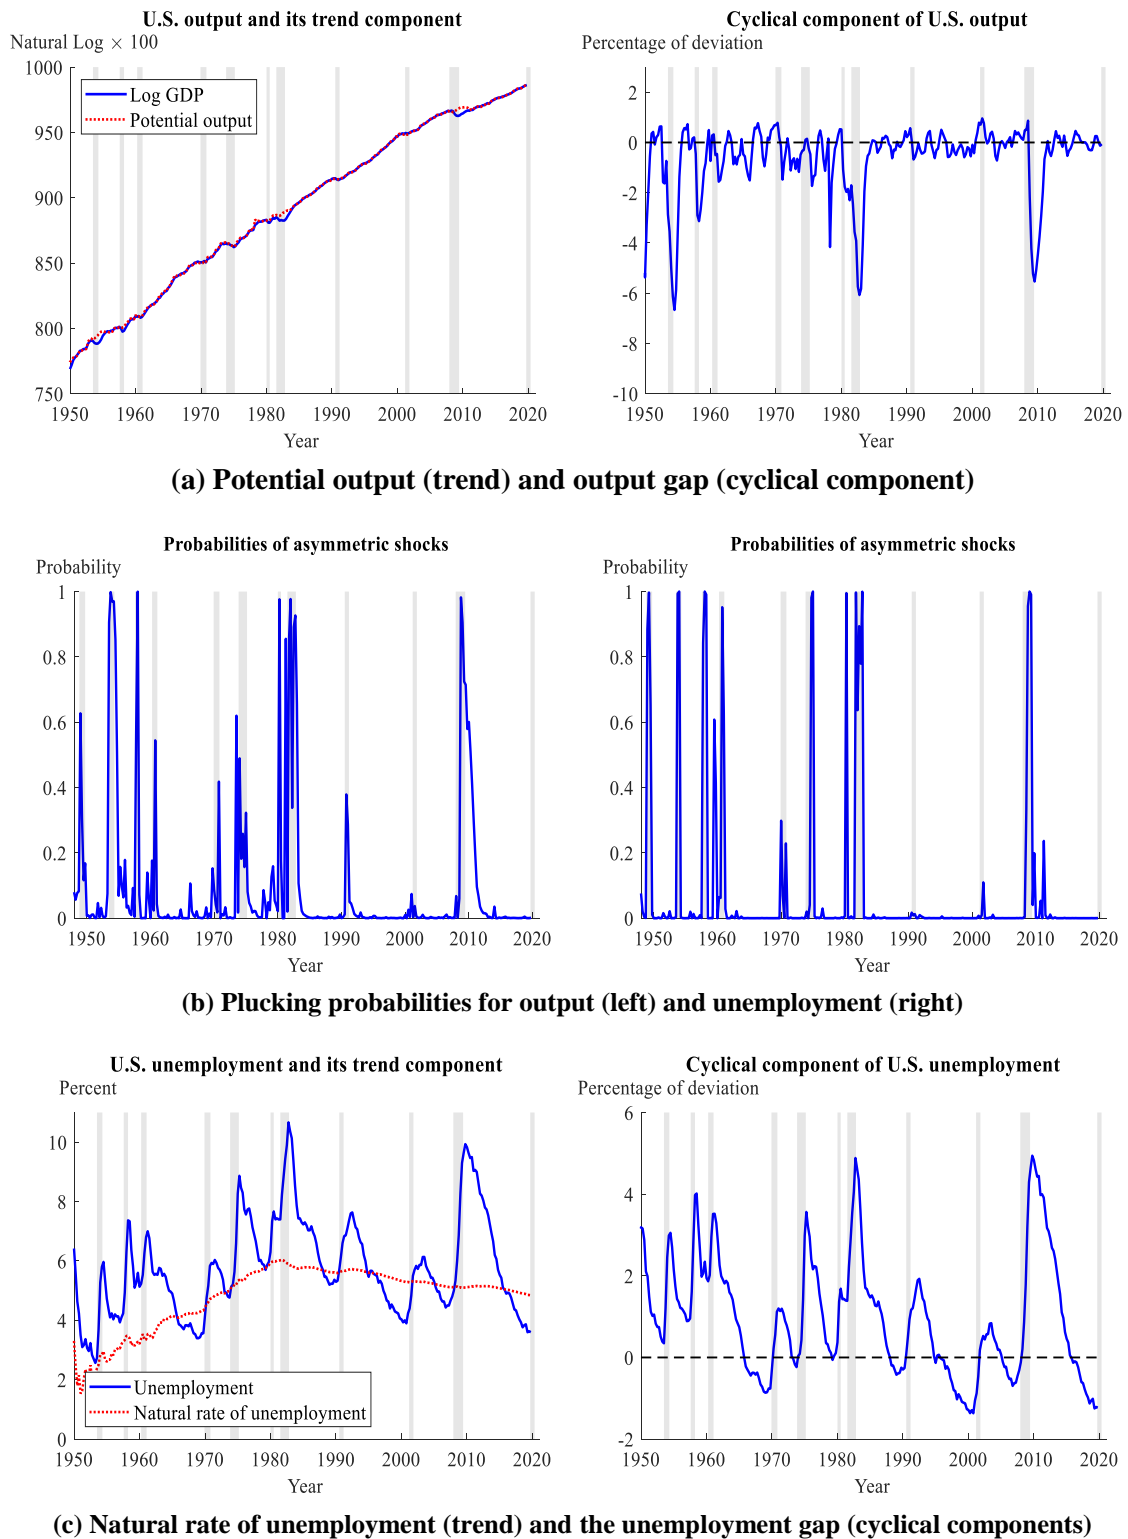 U.S. output and its trend component
Natural Log × 100
1000
950
900
850
800
750
Log GDP
Potential output
1950 1960 1970 1980 1990 2000 2010 2020
Year
Cyclical component of U.S. output
Percentage of deviation
2
0
-2
-4
-6
-8
-10
1950 1960 1970 1980 1990 2000 2010 2020
Year
(a) Potential output (trend) and output gap (cyclical component)
Probabilities of asymmetric shocks
Probability
1
0.8
0.6
0.4
0.2
0
1950 1960 1970 1980 1990 2000 2010 2020
Year
Probabilities of asymmetric shocks
Probability
1
0.8
0.6
0.4
0.2
0
1950 1960 1970 1980 1990 2000 2010 2020
Year
(b) Plucking probabilities for output (left) and unemployment (right)
U.S. unemployment and its trend component
Percent
10
8
6
4
2
0
Unemployment
Natural rate of unemployment
1950 1960 1970 1980 1990 2000 2010 2020
Year
Cyclical component of U.S. unemployment
Percentage of deviation
6
4
2
0
-2
1950 1960 1970 1980 1990 2000 2010 2020
Year
(c) Natural rate of unemployment (trend) and the unemployment gap (cyclical components)